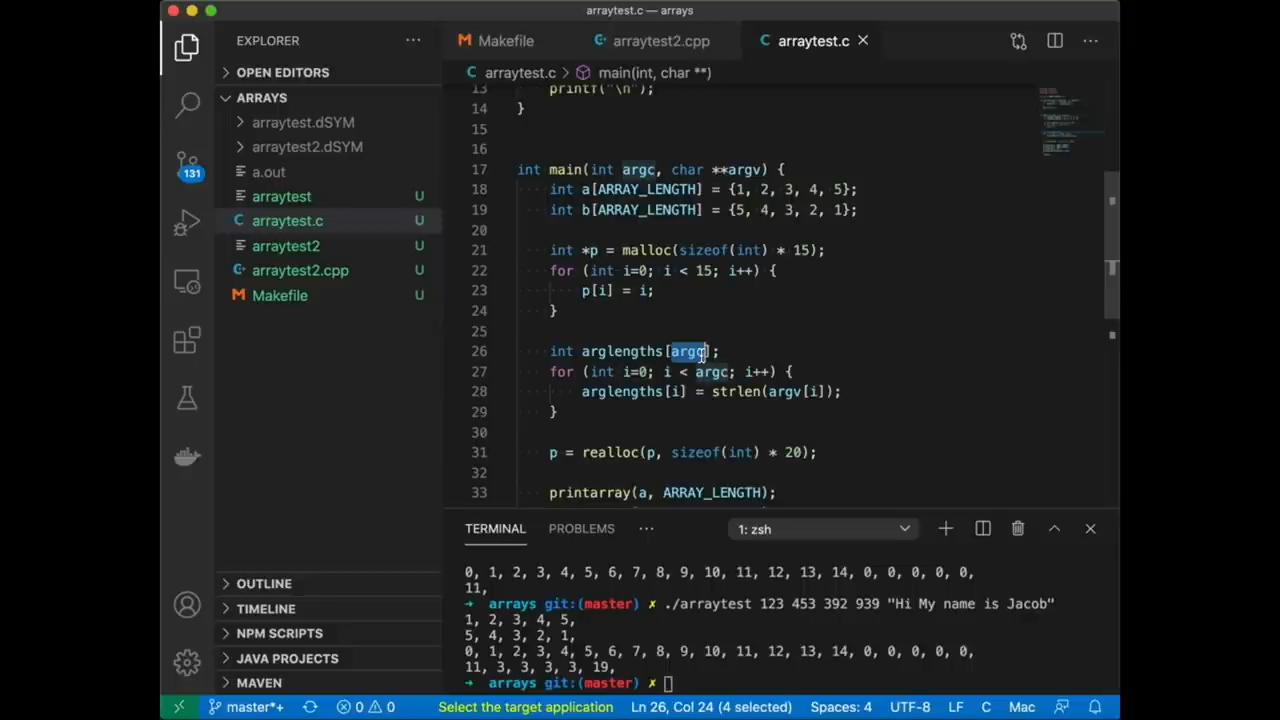 arraytest.c — arrays
EXPLORER
Makefile
arraytest2.cpp
arraytest.c
OPEN EDITORS
arraytest.c > main(int, char **)
ARRAYS
arraytest.dSYM
arraytest2.dSYM
a.out
arraytest U
arraytest.c U
arraytest2 U
arraytest2.cpp U
Makefile U
131
13 printf("\n");
14 }
15
16
17 int main(int argc, char **argv) {
18 int a[ARRAY_LENGTH] = {1, 2, 3, 4, 5};
19 int b[ARRAY_LENGTH] = {5, 4, 3, 2, 1};
20
21 int *p = malloc(sizeof(int) * 15);
22 for (int i=0; i < 15; i++) {
23 p[i] = i;
24 }
25
26 int arglengths[argc];
27 for (int i=0; i < argc; i++) {
28 arglengths[i] = strlen(argv[i]);
29 }
30
31 p = realloc(p, sizeof(int) * 20);
32
33 printarray(a, ARRAY_LENGTH);
TERMINAL PROBLEMS ··· 1: zsh
0, 1, 2, 3, 4, 5, 6, 7, 8, 9, 10, 11, 12, 13, 14, 0, 0, 0, 0, 0,
11,
➜ arrays git:(master) ✗ ./arraytest 123 453 392 939 "Hi My name is Jacob"
1, 2, 3, 4, 5,
5, 4, 3, 2, 1,
0, 1, 2, 3, 4, 5, 6, 7, 8, 9, 10, 11, 12, 13, 14, 0, 0, 0, 0, 0,
11, 3, 3, 3, 3, 19,
➜ arrays git:(master) ✗
OUTLINE
TIMELINE
NPM SCRIPTS
JAVA PROJECTS
MAVEN
master*+ 0 0 Select the target application Ln 26, Col 24 (4 selected) Spaces: 4 UTF-8 LF C Mac